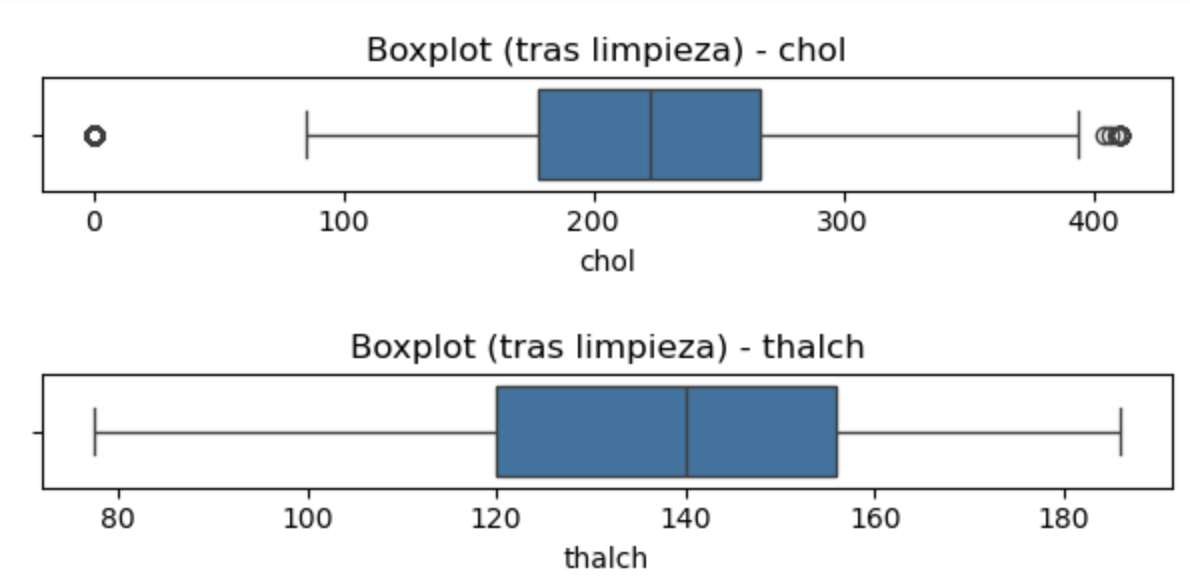 Boxplot (tras limpieza) - chol
0 100 200 300 400
chol
Boxplot (tras limpieza) - thalch
80 100 120 140 160 180
thalch